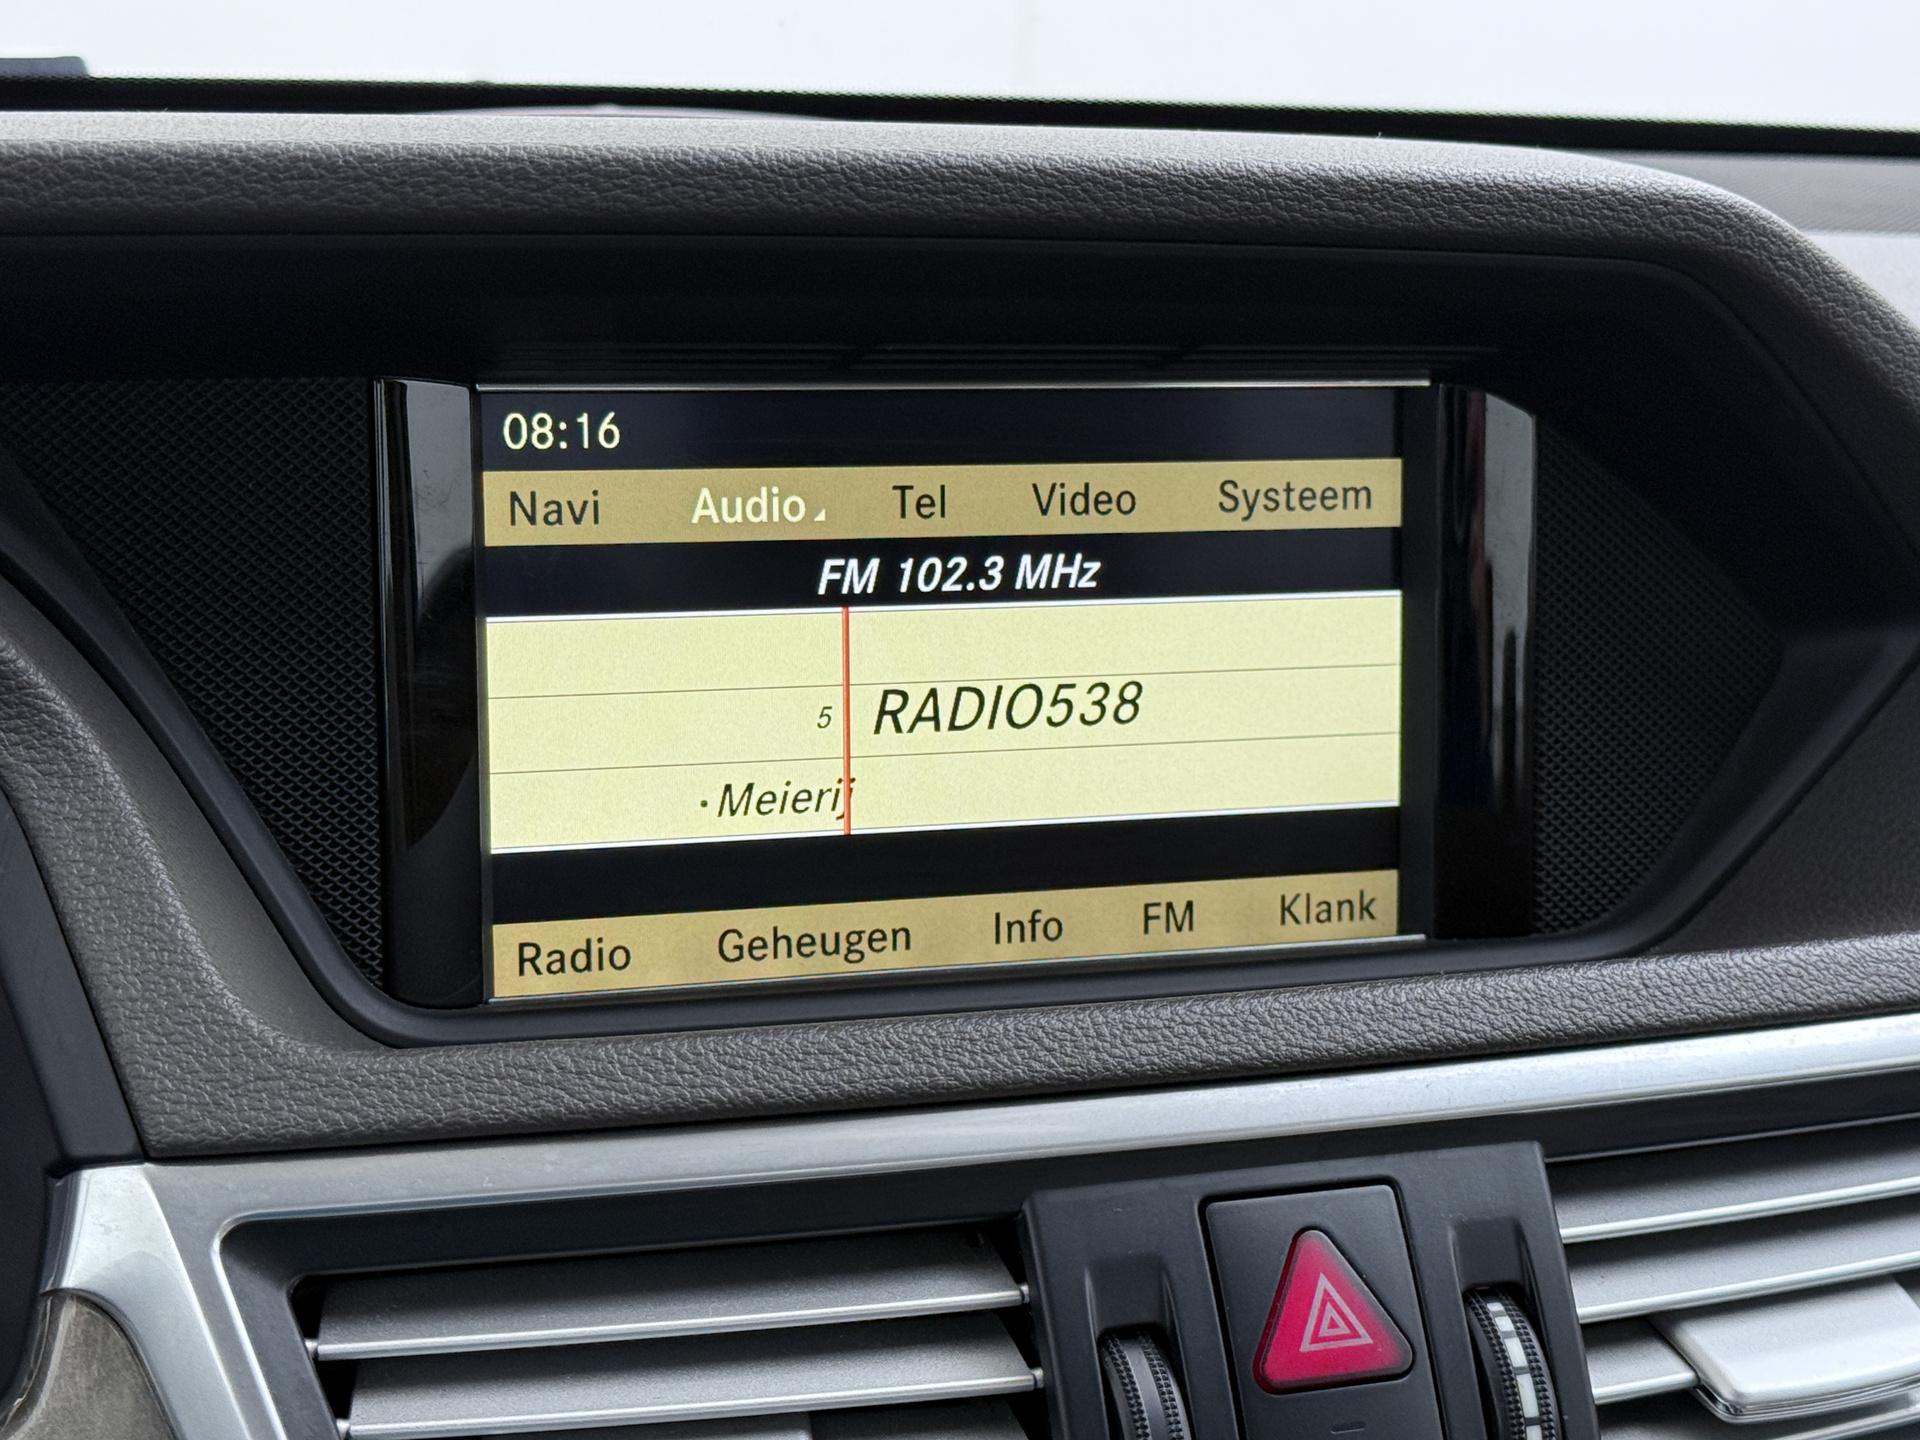 08:16
Navi Audio Tel Video Systeem
FM 102.3 MHz
5 RADIO538
·Meierij
Radio Geheugen Info FM Klank